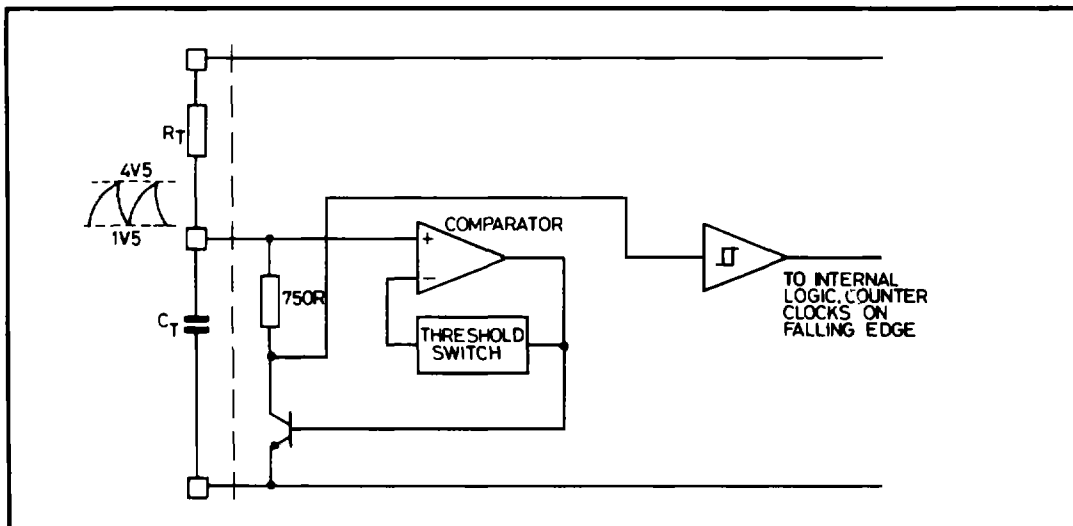 RT
4V5
1V5
CT
750R
COMPARATOR
+
−
THRESHOLD
SWITCH
TO INTERNAL
LOGIC. COUNTER
CLOCKS ON
FALLING EDGE